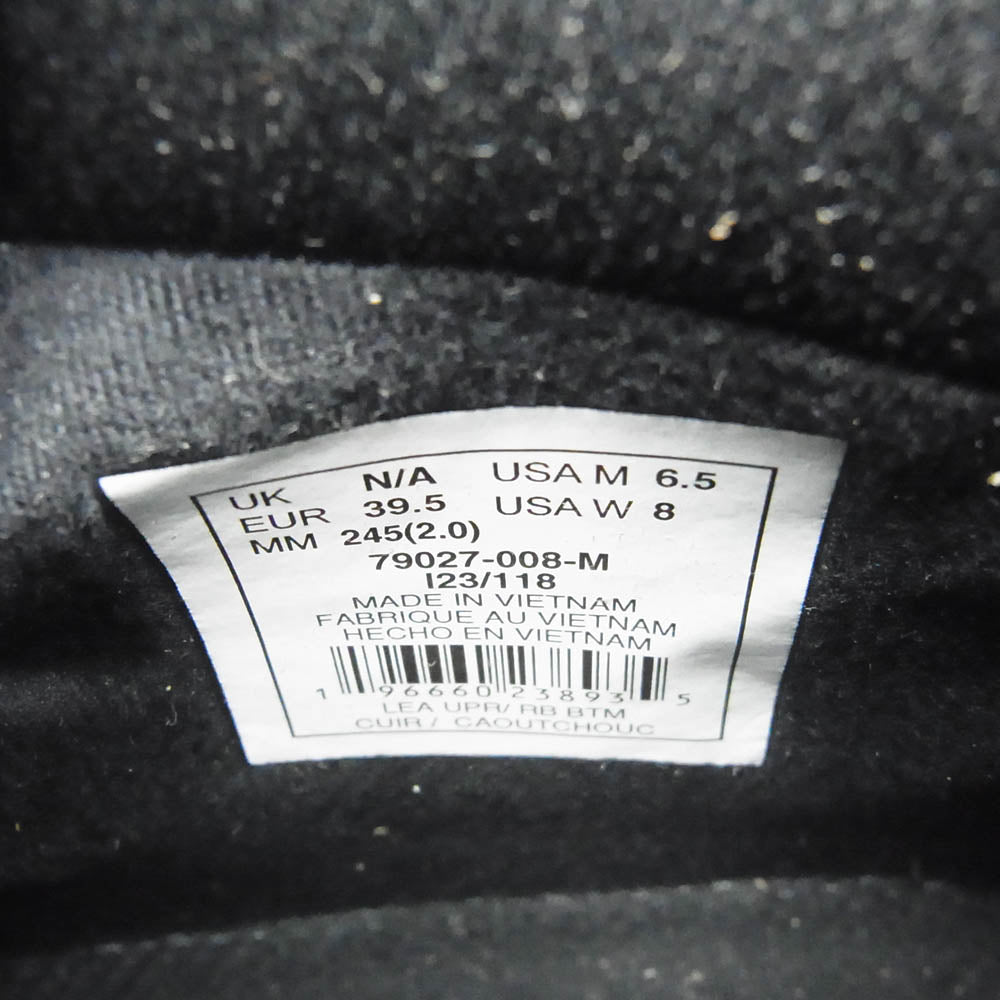 UK N/A USA M 6.5
EUR 39.5 USA W 8
MM 245(2.0)
79027-008-M
I23/118
MADE IN VIETNAM
FABRIQUE AU VIETNAM
HECHO EN VIETNAM
1 96660 23893 5
LEA UPR/ RB BTM
CUIR / CAOUTCHOUC